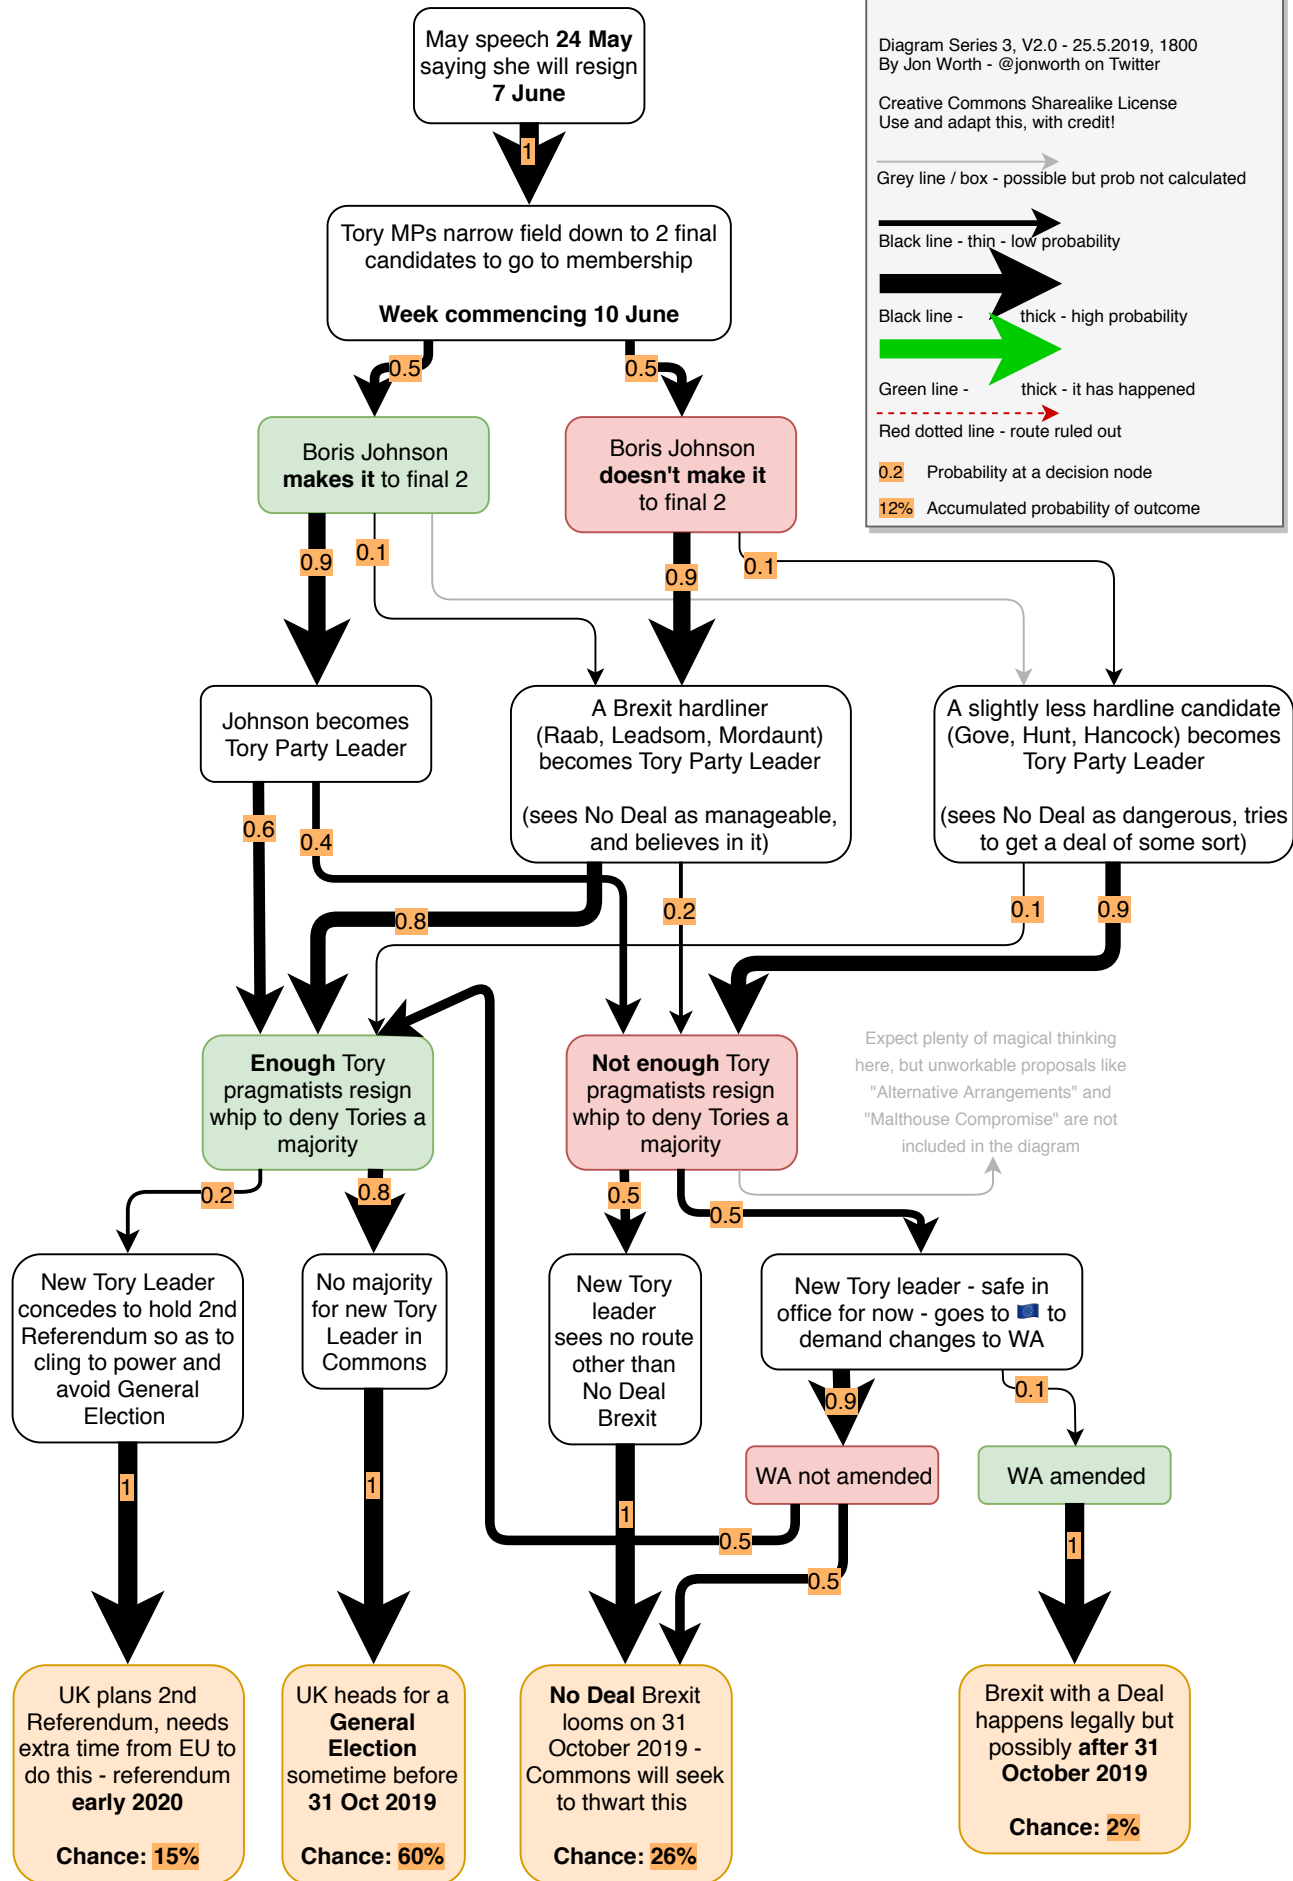 May speech 24 May
saying she will resign
7 June
Diagram Series 3, V2.0 - 25.5.2019, 1800
By Jon Worth - @jonworth on Twitter
Creative Commons Sharealike License
Use and adapt this, with credit!
Grey line / box - possible but prob not calculated
Black line - thin - low probability
Black line - thick - high probability
Green line - thick - it has happened
Red dotted line - route ruled out
0.2 Probability at a decision node
12% Accumulated probability of outcome
1
Tory MPs narrow field down to 2 final
candidates to go to membership
Week commencing 10 June
0.5
0.5
Boris Johnson
makes it to final 2
Boris Johnson
doesn't make it
to final 2
0.9
0.1
0.9
0.1
Johnson becomes
Tory Party Leader
A Brexit hardliner
(Raab, Leadsom, Mordaunt)
becomes Tory Party Leader
(sees No Deal as manageable,
and believes in it)
A slightly less hardline candidate
(Gove, Hunt, Hancock) becomes
Tory Party Leader
(sees No Deal as dangerous, tries
to get a deal of some sort)
0.6
0.4
0.8
0.2
0.1
0.9
Enough Tory
pragmatists resign
whip to deny Tories a
majority
Not enough Tory
pragmatists resign
whip to deny Tories a
majority
Expect plenty of magical thinking
here, but unworkable proposals like
"Alternative Arrangements" and
"Malthouse Compromise" are not
included in the diagram
0.2
0.8
0.5
0.5
New Tory Leader
concedes to hold 2nd
Referendum so as to
cling to power and
avoid General
Election
No majority
for new Tory
Leader in
Commons
New Tory
leader
sees no route
other than
No Deal
Brexit
New Tory leader - safe in
office for now - goes to 🇪🇺 to
demand changes to WA
0.9
0.1
WA not amended
WA amended
1
1
1
0.5
0.5
1
UK plans 2nd
Referendum, needs
extra time from EU to
do this - referendum
early 2020
Chance: 15%
UK heads for a
General
Election
sometime before
31 Oct 2019
Chance: 60%
No Deal Brexit
looms on 31
October 2019 -
Commons will seek
to thwart this
Chance: 26%
Brexit with a Deal
happens legally but
possibly after 31
October 2019
Chance: 2%